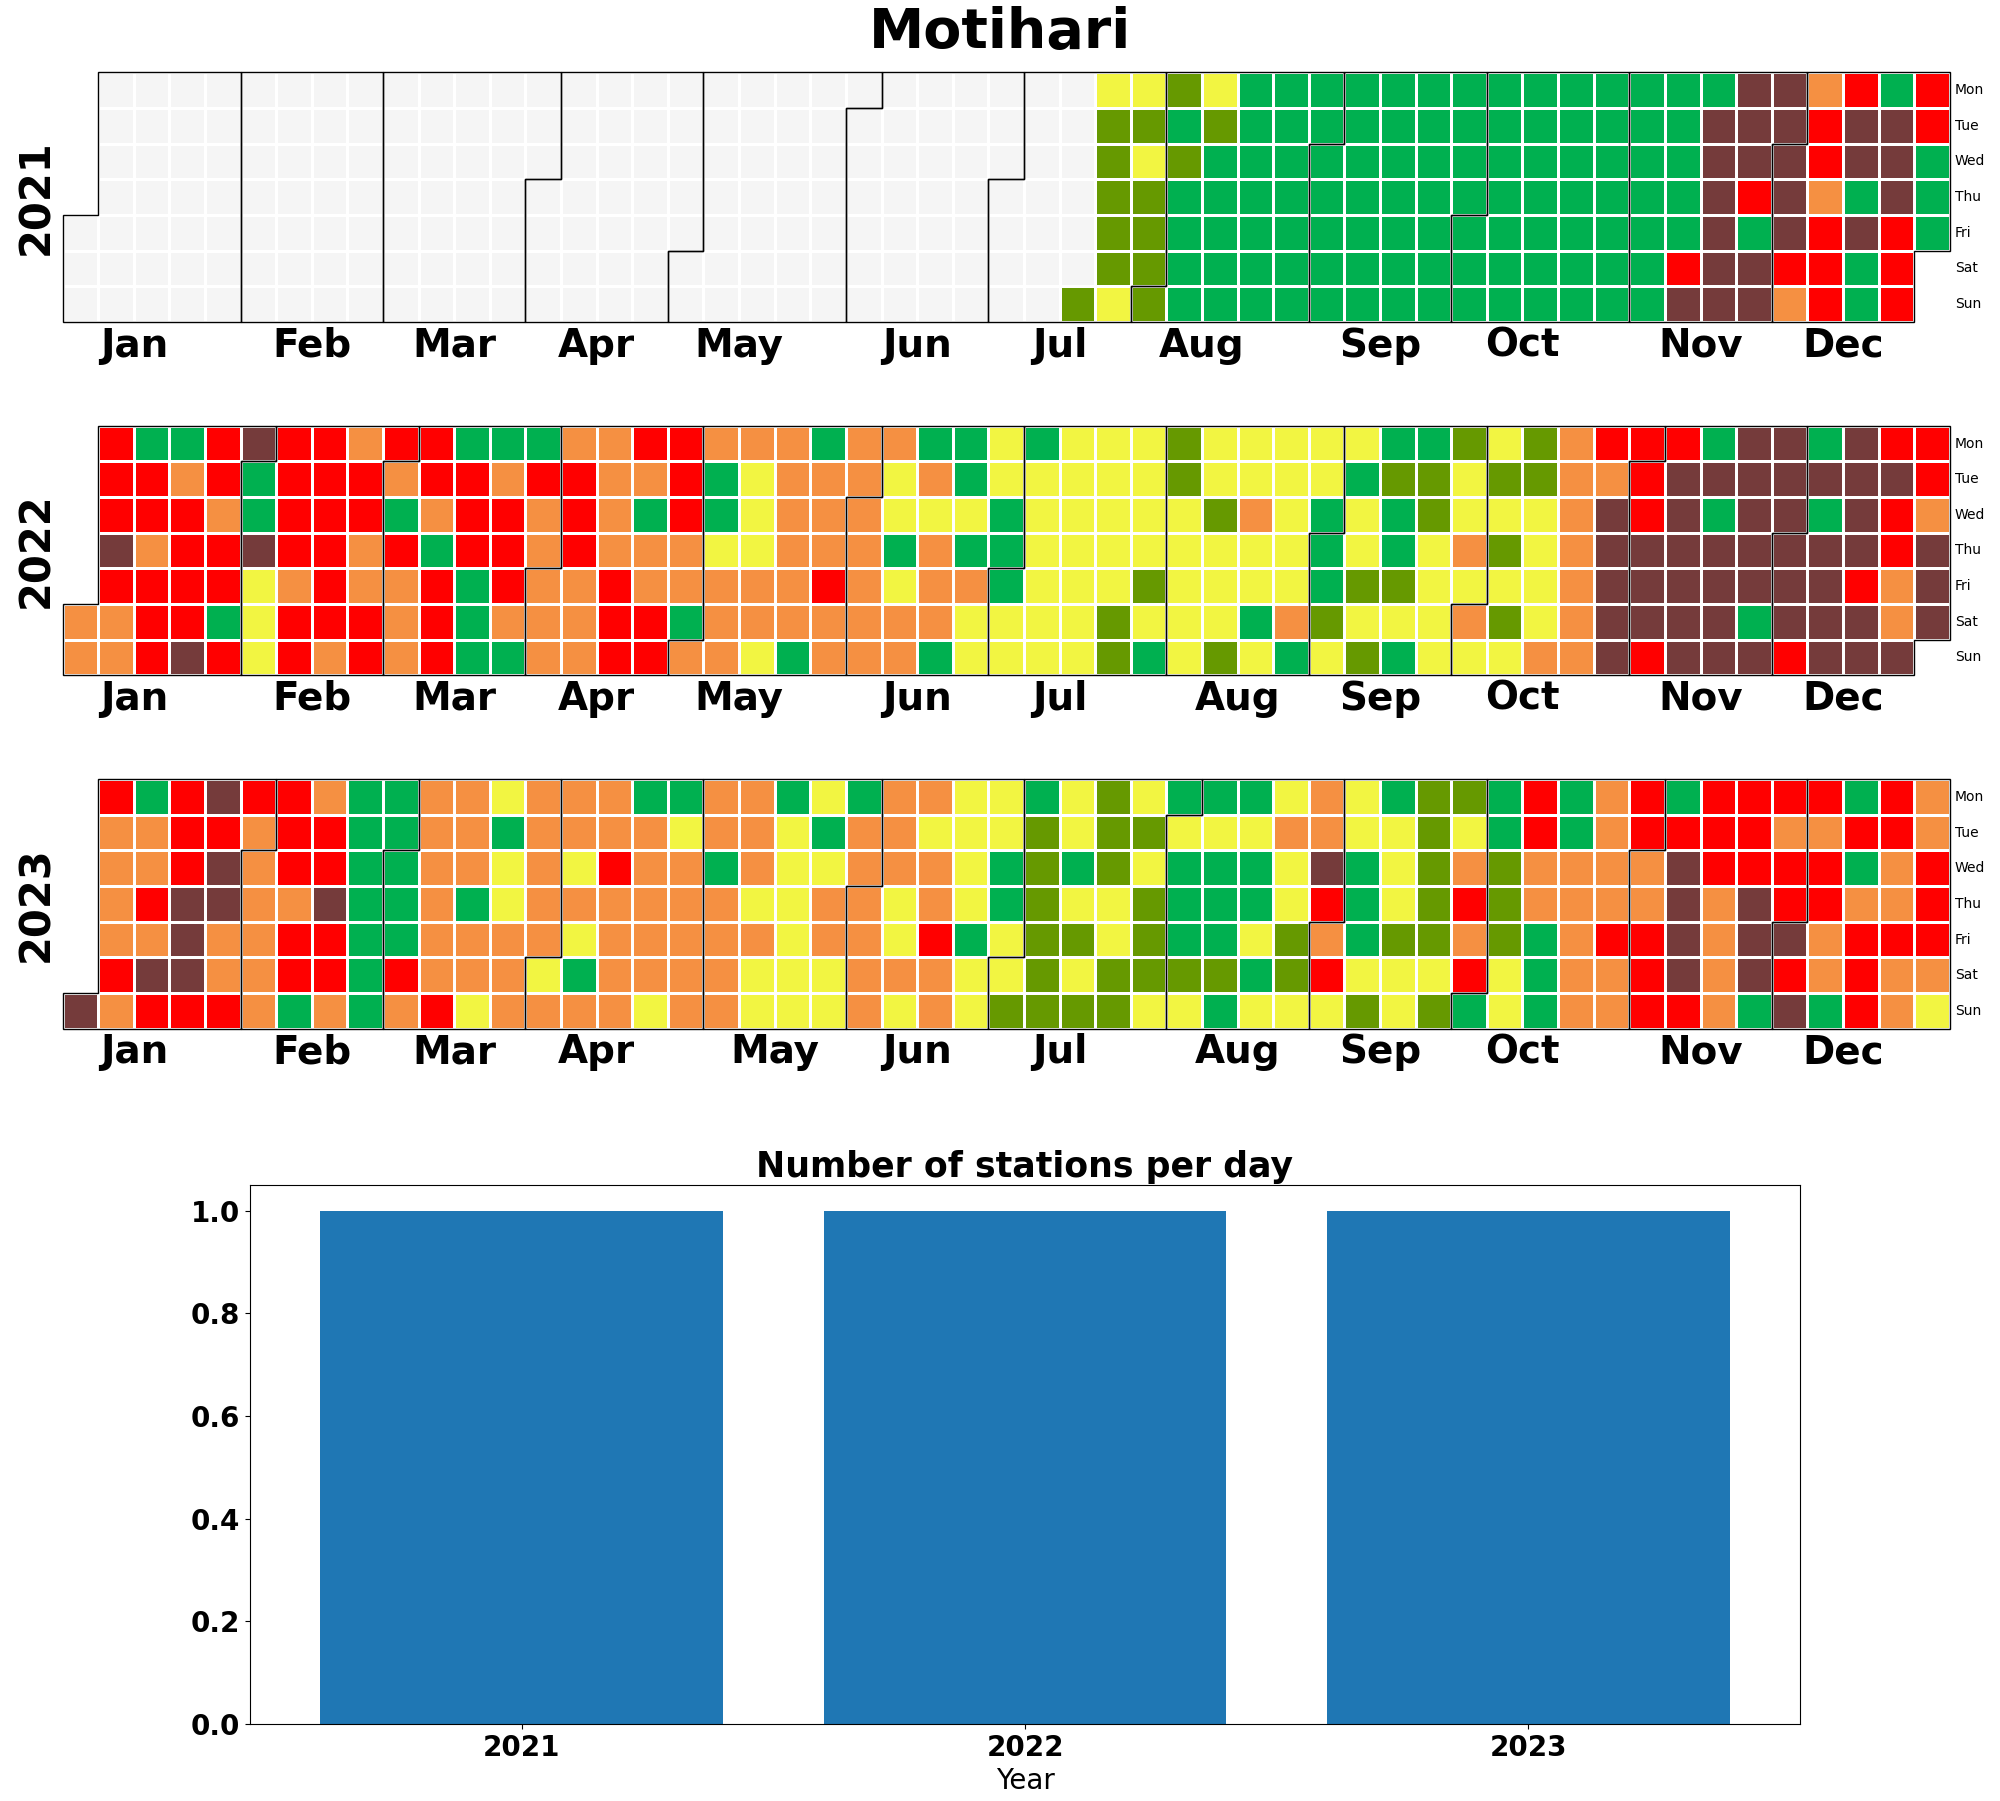 Motihari
2021
Mon
Tue
Wed
Thu
Fri
Sat
Sun
Jan Feb Mar Apr May Jun Jul Aug Sep Oct Nov Dec
2022
Mon
Tue
Wed
Thu
Fri
Sat
Sun
Jan Feb Mar Apr May Jun Jul Aug Sep Oct Nov Dec
2023
Mon
Tue
Wed
Thu
Fri
Sat
Sun
Jan Feb Mar Apr May Jun Jul Aug Sep Oct Nov Dec
Number of stations per day
1.0
0.8
0.6
0.4
0.2
0.0
2021 2022 2023
Year